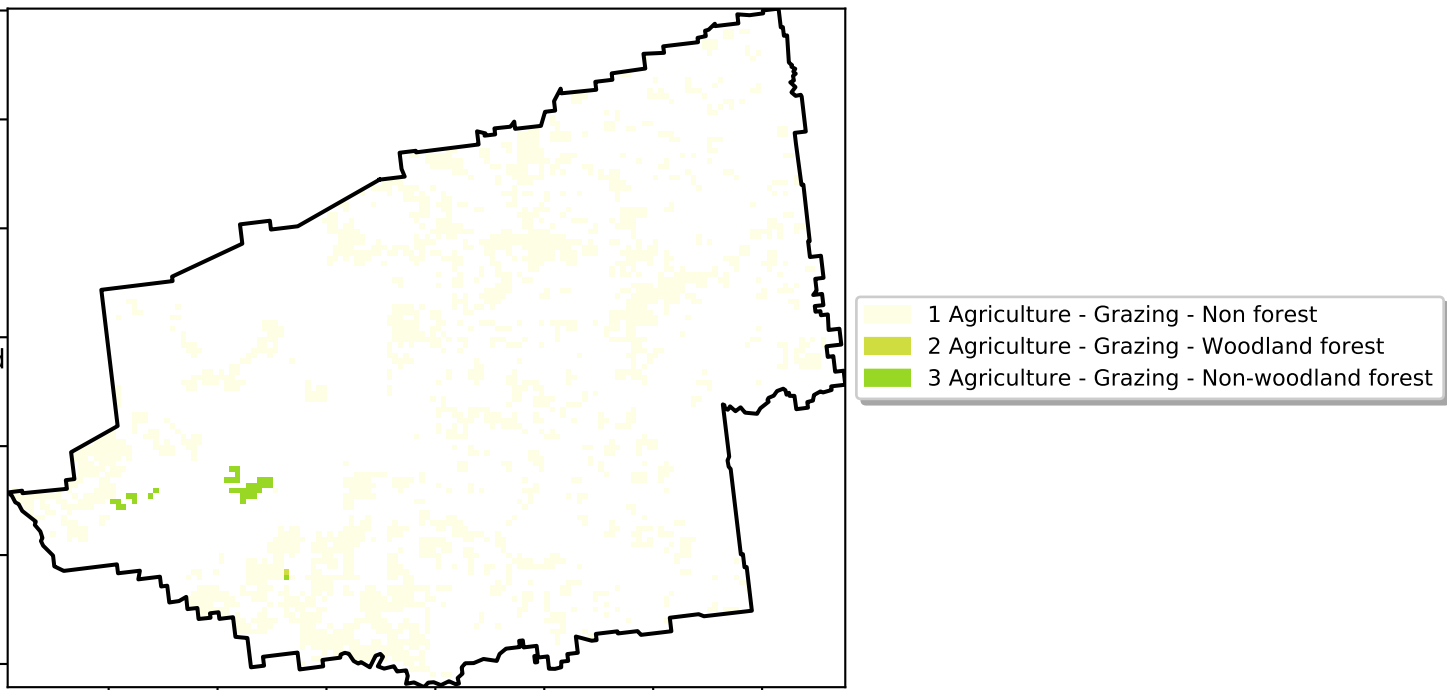 1 Agriculture - Grazing - Non forest
2 Agriculture - Grazing - Woodland forest
3 Agriculture - Grazing - Non-woodland forest